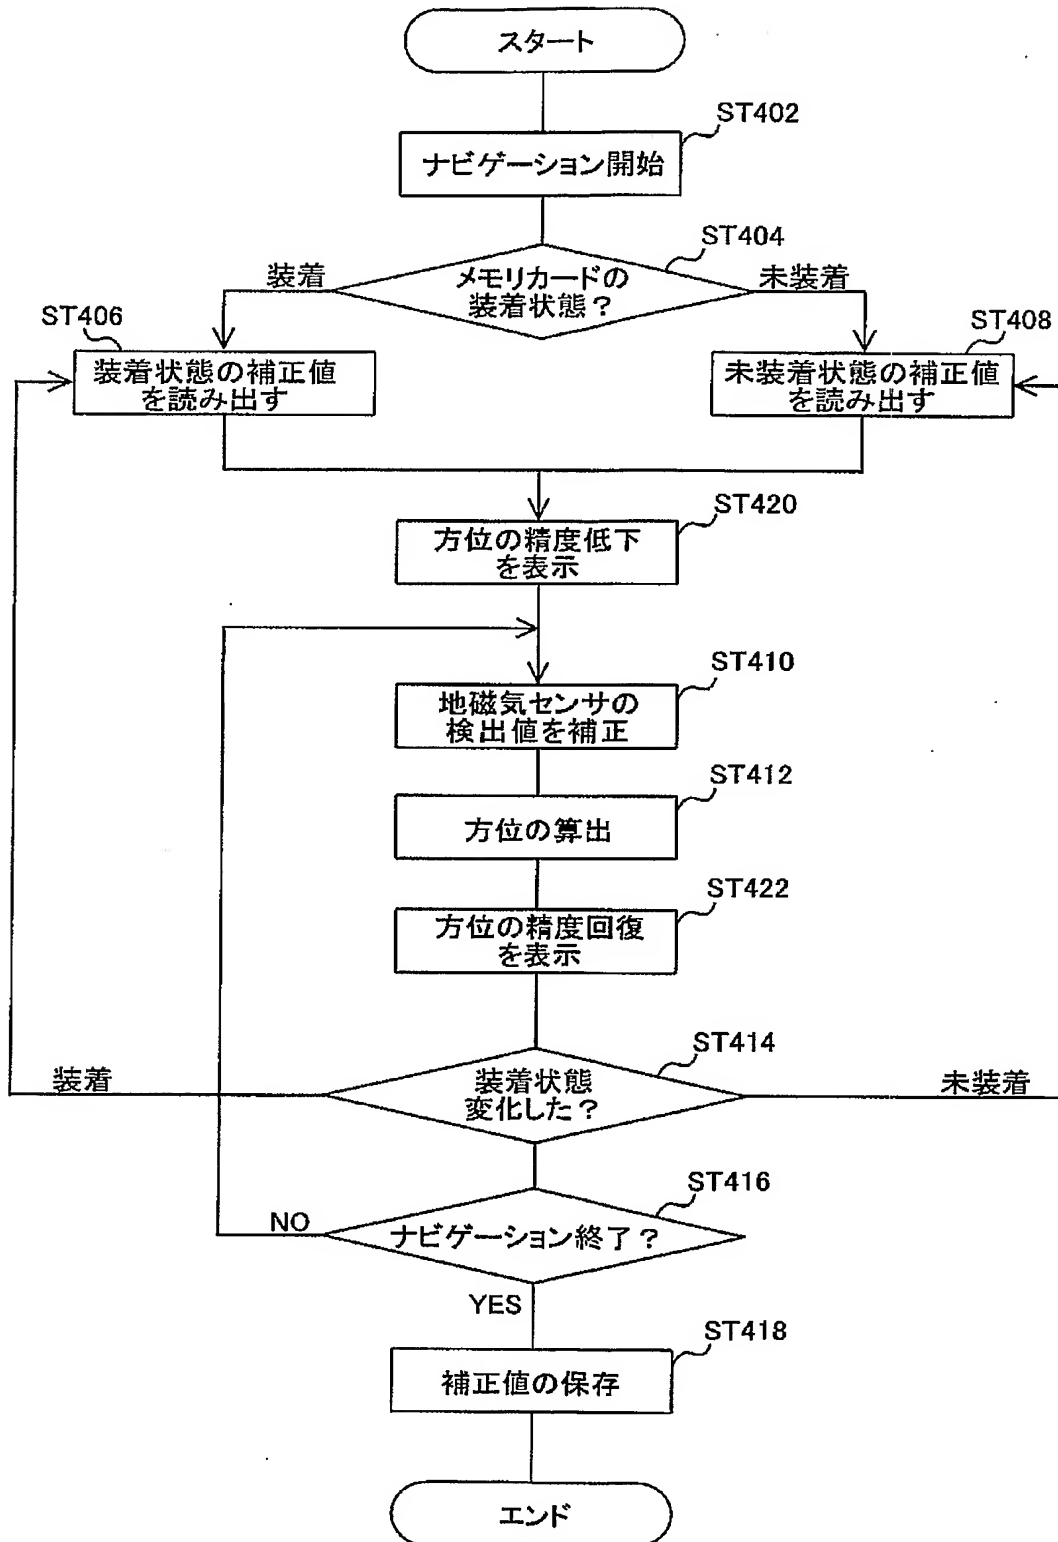 スタート
ST402
ナビゲーション開始
ST404
メモリカードの
装着状態？
装着
未装着
ST406
装着状態の補正値
を読み出す
ST408
未装着状態の補正値
を読み出す
ST420
方位の精度低下
を表示
ST410
地磁気センサの
検出値を補正
ST412
方位の算出
ST422
方位の精度回復
を表示
ST414
装着状態
変化した？
装着
未装着
ST416
ナビゲーション終了？
NO
YES
ST418
補正値の保存
エンド